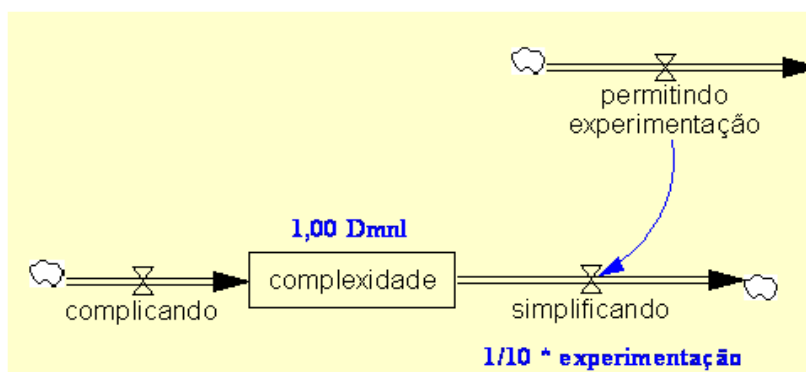 permitindo
experimentação
1,00 Dmnl
complexidade
complicando
simplificando
1/10 * experimentação